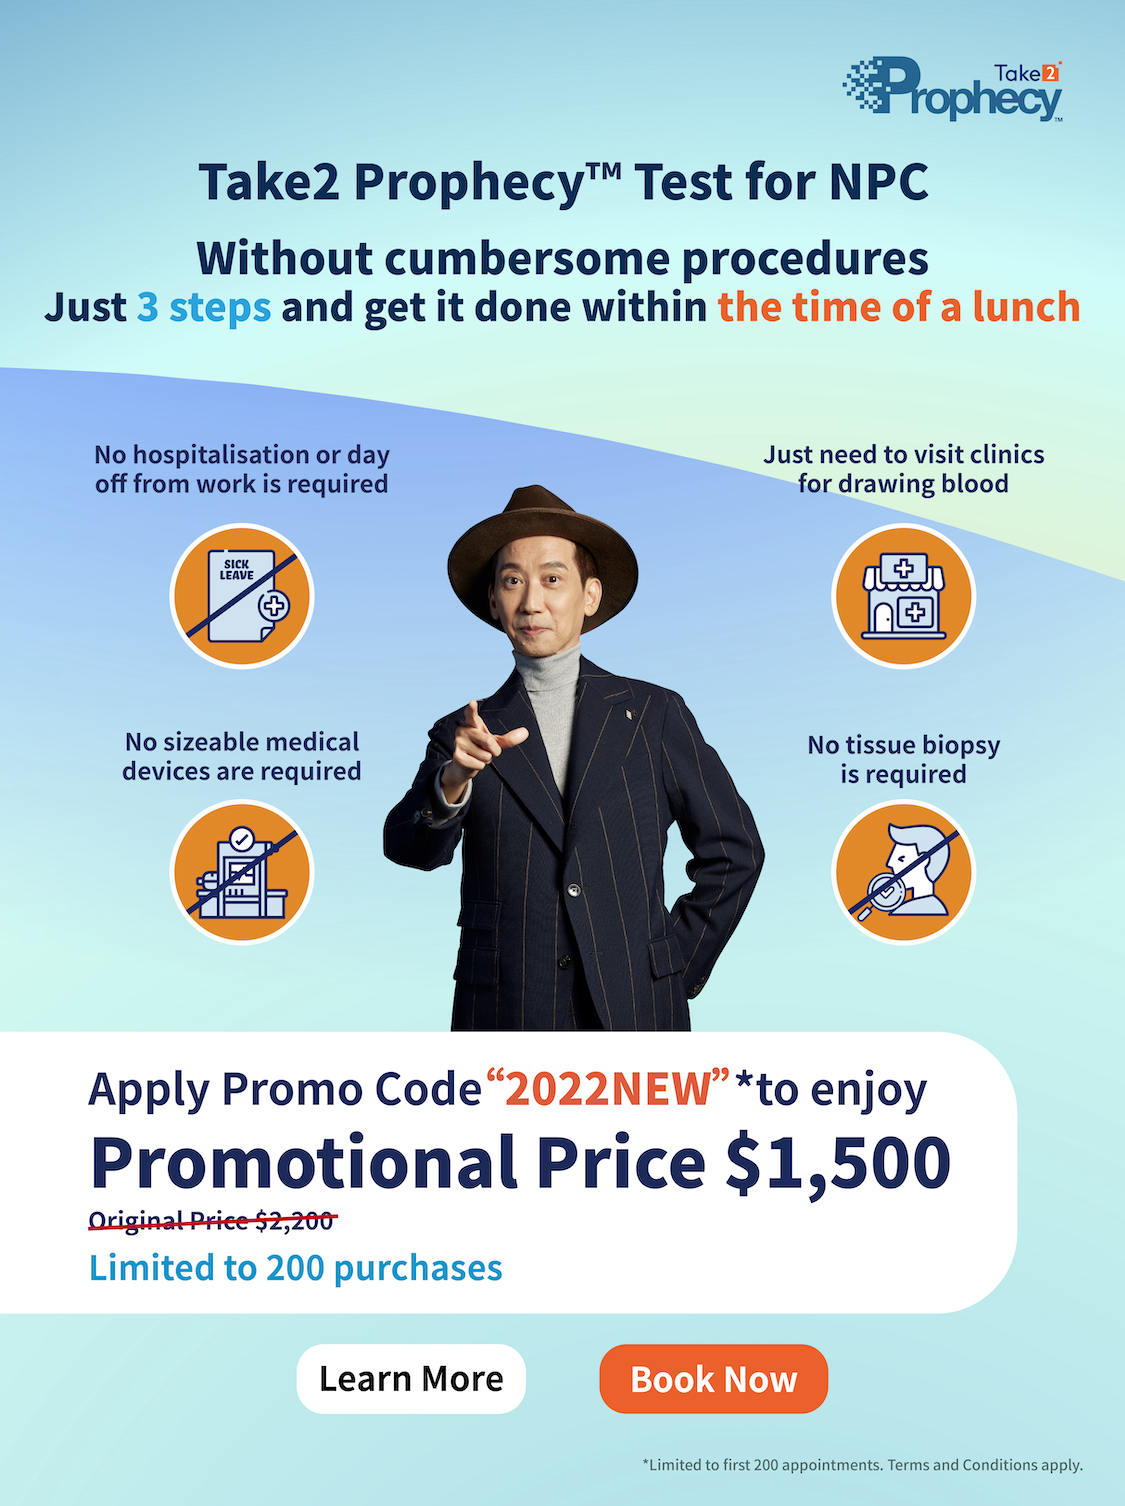 Take2
Prophecy™
Take2 Prophecy™ Test for NPC
Without cumbersome procedures
Just 3 steps and get it done within the time of a lunch
No hospitalisation or day
off from work is required
SICK
LEAVE
Just need to visit clinics
for drawing blood
No sizeable medical
devices are required
No tissue biopsy
is required
Apply Promo Code “2022NEW” *to enjoy
Promotional Price $1,500
Original Price $2,200
Limited to 200 purchases
Learn More
Book Now
*Limited to first 200 appointments. Terms and Conditions apply.